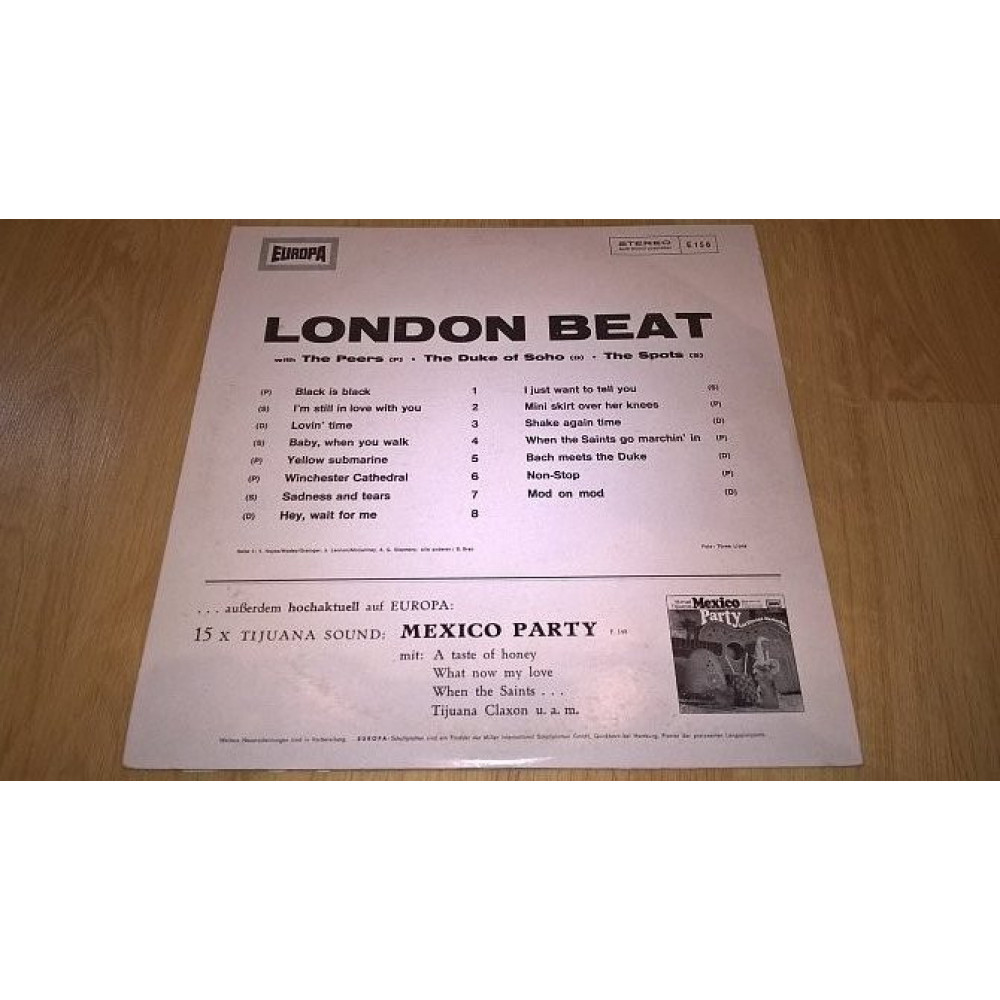 EUROPA
STEREO E 156
LONDON BEAT
with The Peers (P) · The Duke of Soho (D) · The Spots (S)
(P) Black is black 1 I just want to tell you (S)
(S) I'm still in love with you 2 Mini skirt over her knees (P)
(D) Lovin' time 3 Shake again time (D)
(S) Baby, when you walk 4 When the Saints go marchin' in (P)
(P) Yellow submarine 5 Bach meets the Duke (D)
(P) Winchester Cathedral 6 Non-Stop (P)
(S) Sadness and tears 7 Mod on mod (D)
(D) Hey, wait for me 8
Foto: Three Lions
... außerdem hochaktuell auf EUROPA:
15 x TIJUANA SOUND: MEXICO PARTY
mit: A taste of honey
What now my love
When the Saints ...
Tijuana Claxon u. a. m.
Mexico
Party